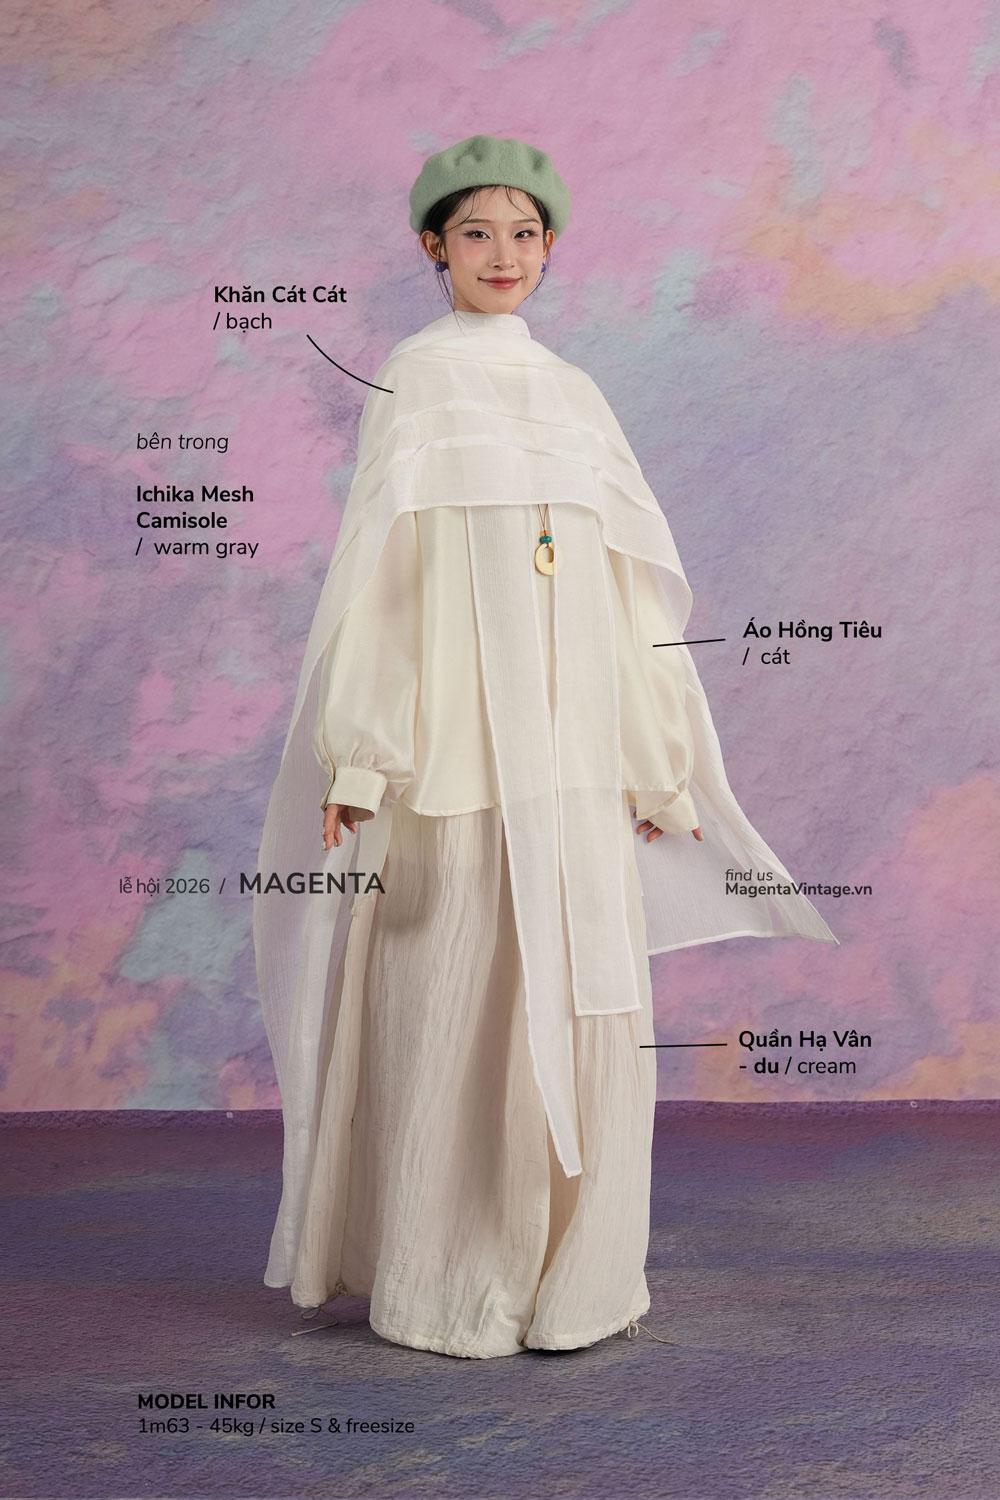 Khăn Cát Cát
/ bạch
bên trong
Ichika Mesh
Camisole
/ warm gray
Áo Hồng Tiêu
/ cát
lễ hội 2026 / MAGENTA
find us
MagentaVintage.vn
Quần Hạ Vân
- du / cream
MODEL INFOR
1m63 - 45kg / size S & freesize